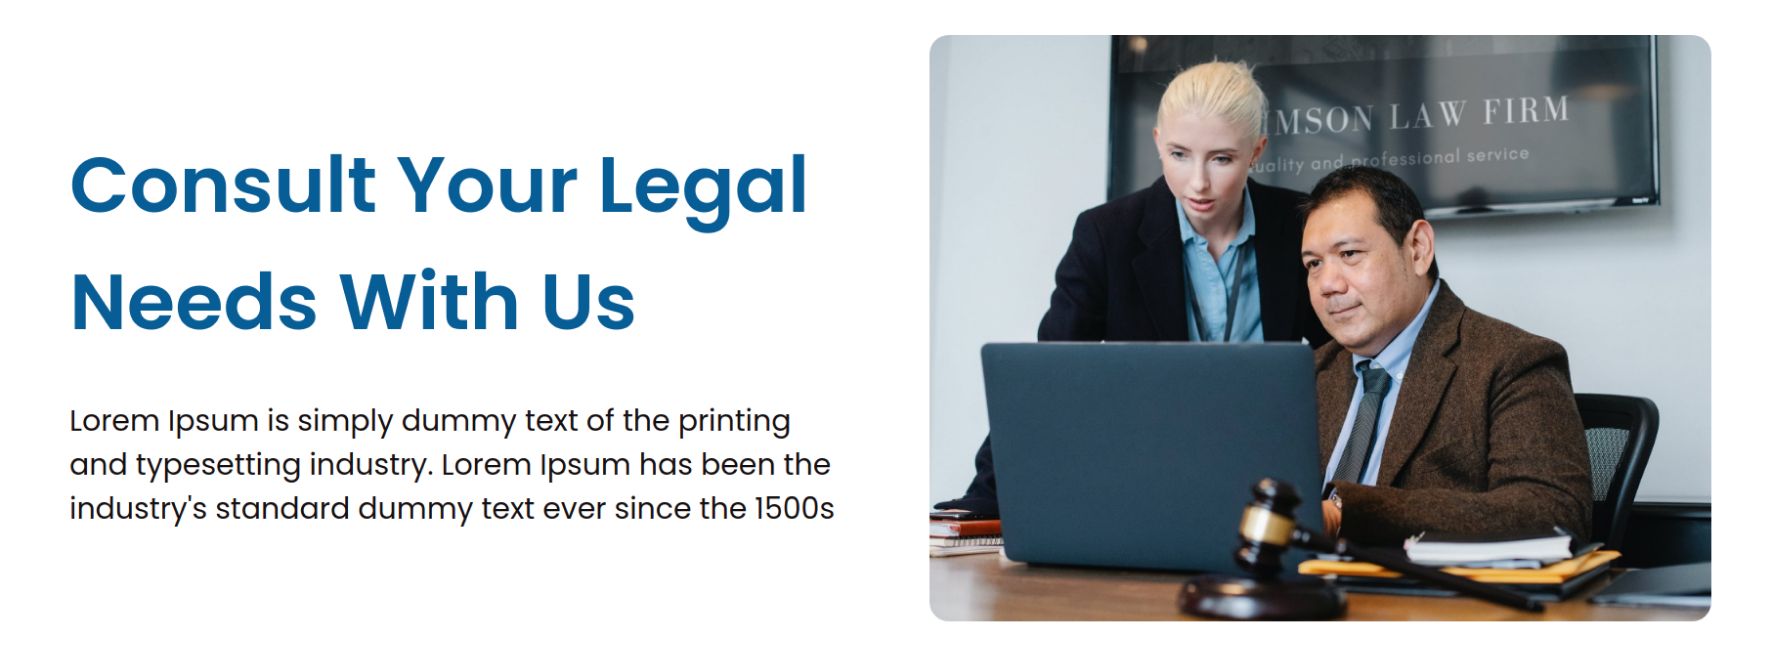 Consult Your Legal
Needs With Us
Lorem Ipsum is simply dummy text of the printing
and typesetting industry. Lorem Ipsum has been the
industry's standard dummy text ever since the 1500s
IMSON LAW FIRM
uality and professional service